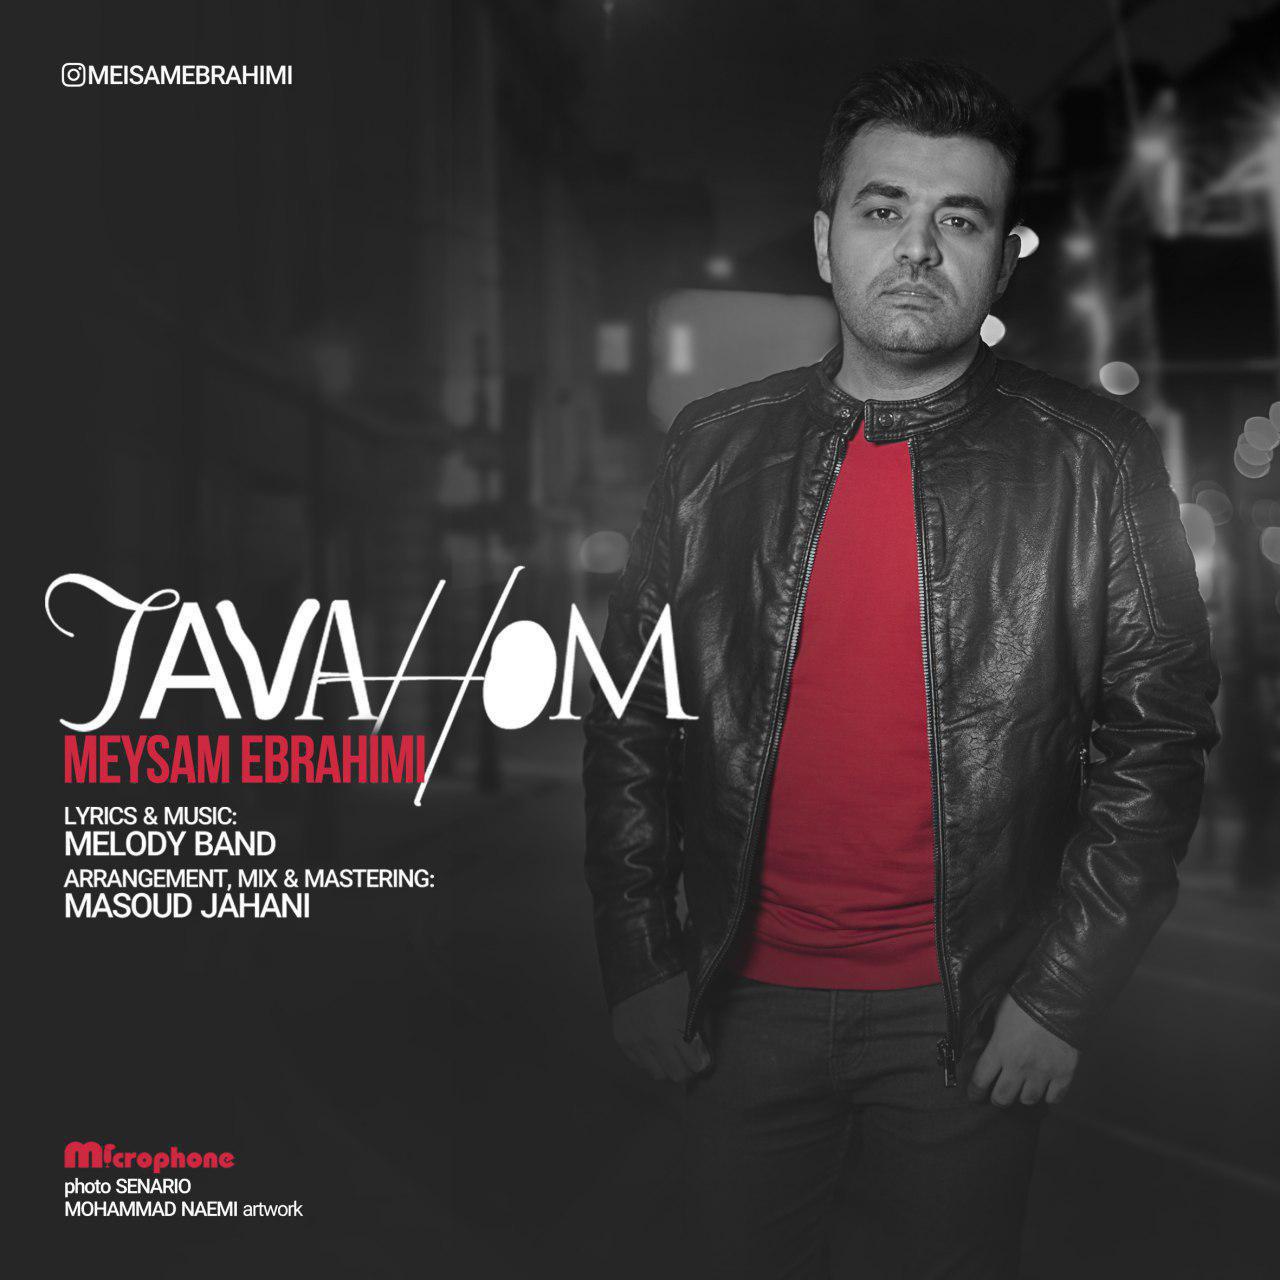 MEISAMEBRAHIMI
TAVAHOM
MEYSAM EBRAHIMI
LYRICS & MUSIC:
MELODY BAND
ARRANGEMENT, MIX & MASTERING:
MASOUD JAHANI
Microphone
photo SENARIO
MOHAMMAD NAEMI artwork